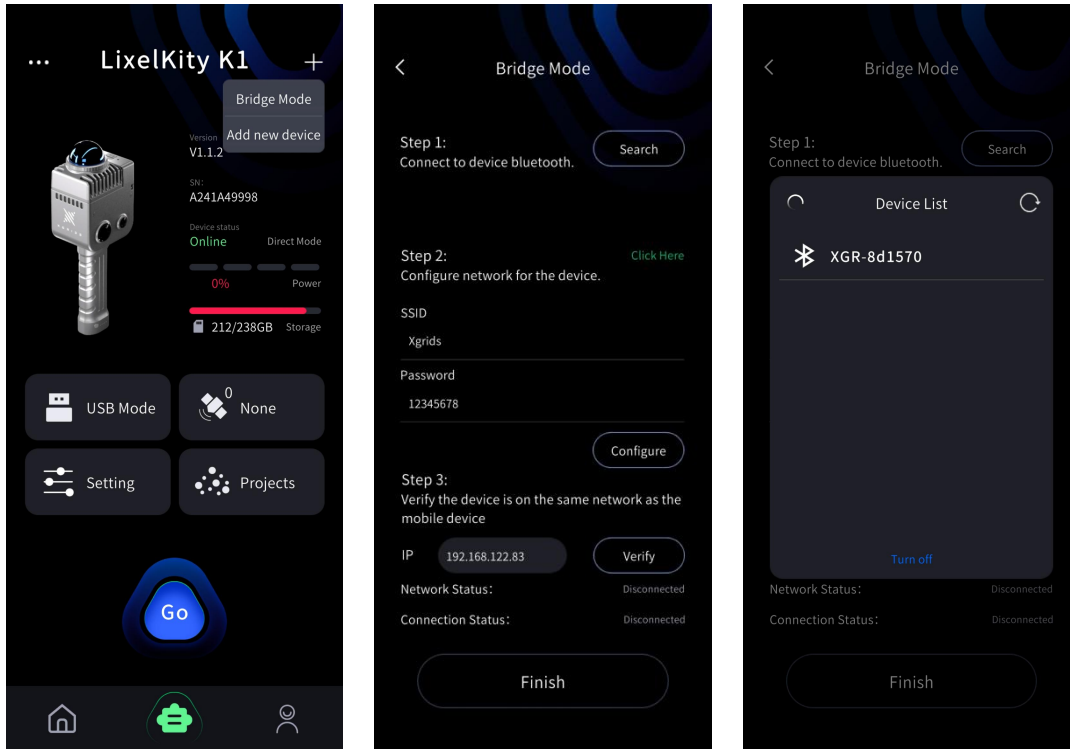 LixelKity K1
Bridge Mode
Add new device
Version
V1.1.2
SN:
A241A49998
Device status
Online Direct Mode
0% Power
212/238GB Storage
USB Mode
0
None
Setting
Projects
Go
Bridge Mode
Step 1:
Connect to device bluetooth.
Search
Step 2:
Click Here
Configure network for the device.
SSID
Xgrids
Password
12345678
Configure
Step 3:
Verify the device is on the same network as the
mobile device
IP 192.168.122.83 Verify
Network Status: Disconnected
Connection Status: Disconnected
Finish
Bridge Mode
Step 1:
Connect to device bluetooth.
Search
Device List
XGR-8d1570
Turn off
Network Status: Disconnected
Connection Status: Disconnected
Finish